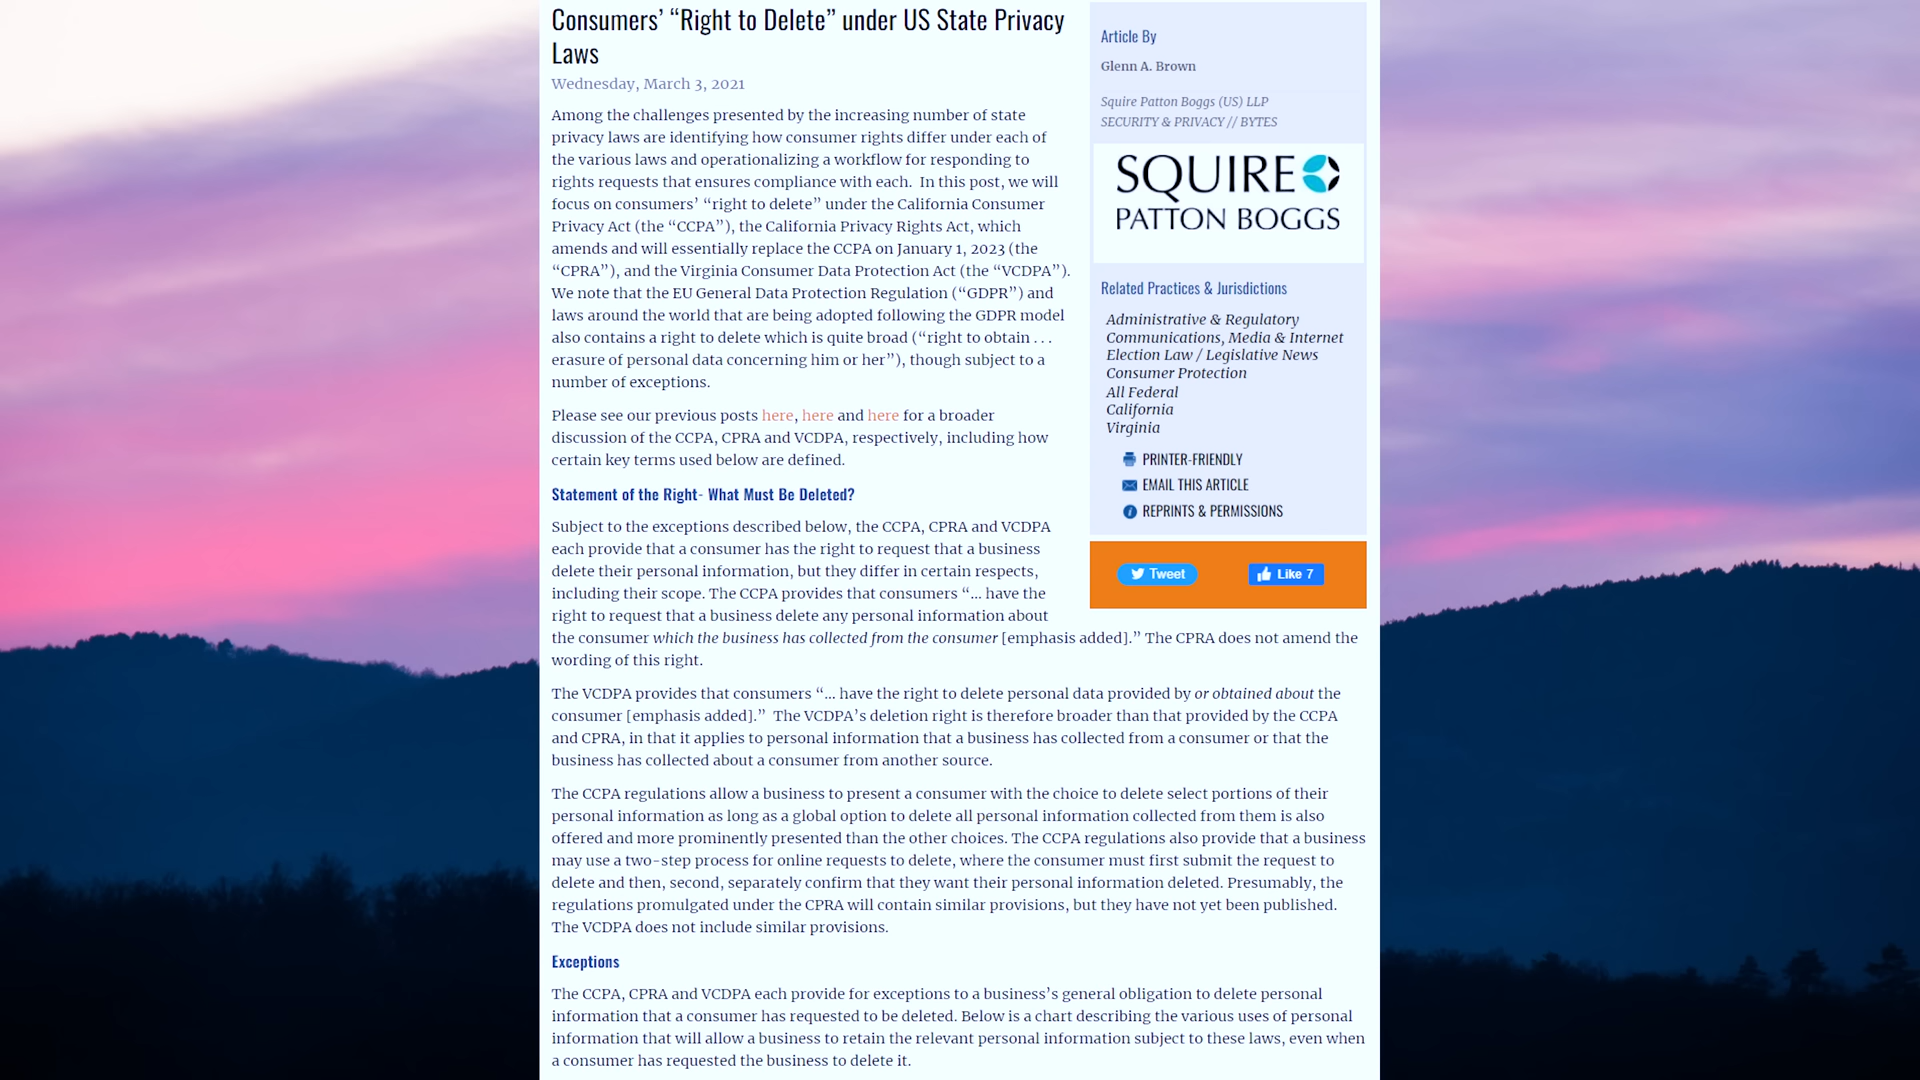 Consumers’ “Right to Delete” under US State Privacy
Laws
Wednesday, March 3, 2021
Among the challenges presented by the increasing number of state
privacy laws are identifying how consumer rights differ under each of
the various laws and operationalizing a workflow for responding to
rights requests that ensures compliance with each.  In this post, we will
focus on consumers’ “right to delete” under the California Consumer
Privacy Act (the “CCPA”), the California Privacy Rights Act, which
amends and will essentially replace the CCPA on January 1, 2023 (the
“CPRA”), and the Virginia Consumer Data Protection Act (the “VCDPA”).
We note that the EU General Data Protection Regulation (“GDPR”) and
laws around the world that are being adopted following the GDPR model
also contains a right to delete which is quite broad (“right to obtain . . .
erasure of personal data concerning him or her”), though subject to a
number of exceptions.
Please see our previous posts here, here and here for a broader
discussion of the CCPA, CPRA and VCDPA, respectively, including how
certain key terms used below are defined.
Statement of the Right- What Must Be Deleted?
Subject to the exceptions described below, the CCPA, CPRA and VCDPA
each provide that a consumer has the right to request that a business
delete their personal information, but they differ in certain respects,
including their scope. The CCPA provides that consumers “... have the
right to request that a business delete any personal information about
the consumer which the business has collected from the consumer [emphasis added].” The CPRA does not amend the
wording of this right.
The VCDPA provides that consumers “... have the right to delete personal data provided by or obtained about the
consumer [emphasis added].”  The VCDPA’s deletion right is therefore broader than that provided by the CCPA
and CPRA, in that it applies to personal information that a business has collected from a consumer or that the
business has collected about a consumer from another source.
The CCPA regulations allow a business to present a consumer with the choice to delete select portions of their
personal information as long as a global option to delete all personal information collected from them is also
offered and more prominently presented than the other choices. The CCPA regulations also provide that a business
may use a two-step process for online requests to delete, where the consumer must first submit the request to
delete and then, second, separately confirm that they want their personal information deleted. Presumably, the
regulations promulgated under the CPRA will contain similar provisions, but they have not yet been published.
The VCDPA does not include similar provisions.
Exceptions
The CCPA, CPRA and VCDPA each provide for exceptions to a business’s general obligation to delete personal
information that a consumer has requested to be deleted. Below is a chart describing the various uses of personal
information that will allow a business to retain the relevant personal information subject to these laws, even when
a consumer has requested the business to delete it.
Article By
Glenn A. Brown
Squire Patton Boggs (US) LLP
SECURITY & PRIVACY // BYTES
SQUIRE
PATTON BOGGS
Related Practices & Jurisdictions
Administrative & Regulatory
Communications, Media & Internet
Election Law / Legislative News
Consumer Protection
All Federal
California
Virginia
PRINTER-FRIENDLY
EMAIL THIS ARTICLE
REPRINTS & PERMISSIONS
Tweet
Like 7